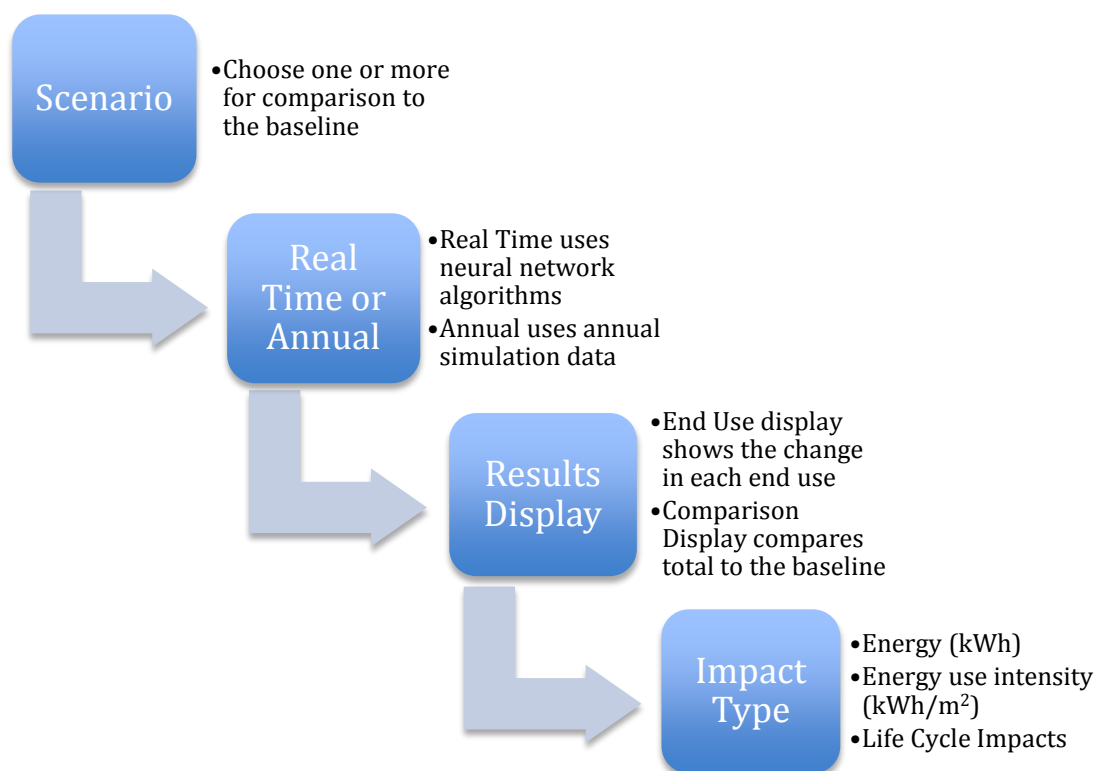 Scenario
•Choose one or more
for comparison to
the baseline
Real
Time or
Annual
•Real Time uses
neural network
algorithms
•Annual uses annual
simulation data
Results
Display
•End Use display
shows the change
in each end use
•Comparison
Display compares
total to the baseline
Impact
Type
•Energy (kWh)
•Energy use intensity
(kWh/m²)
•Life Cycle Impacts